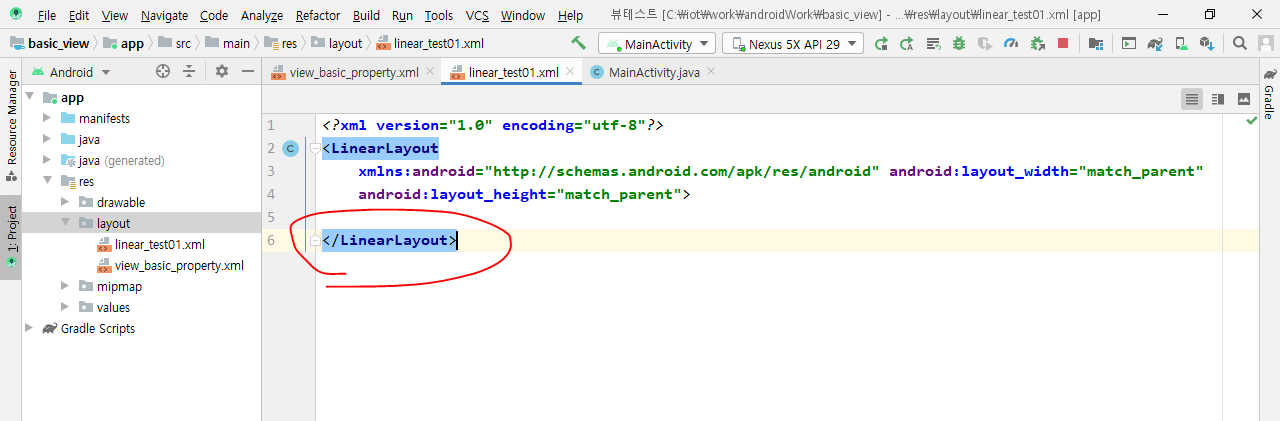 File Edit View Navigate Code Analyze Refactor Build Run Tools VCS Window Help 뷰테스트 [C:₩iot₩work₩androidWork₩basic_view] - ...₩res₩layout₩linear_test01.xml [app]
basic_view app src main res layout linear_test01.xml MainActivity Nexus 5X API 29
Android view_basic_property.xml linear_test01.xml MainActivity.java
Resource Manager
1: Project
app
manifests
java
java (generated)
res
drawable
layout
linear_test01.xml
view_basic_property.xml
mipmap
values
Gradle Scripts
1 <?xml version="1.0" encoding="utf-8"?>
2 C <LinearLayout
3 xmlns:android="http://schemas.android.com/apk/res/android" android:layout_width="match_parent"
4 android:layout_height="match_parent">
5
6 </LinearLayout>
Gradle